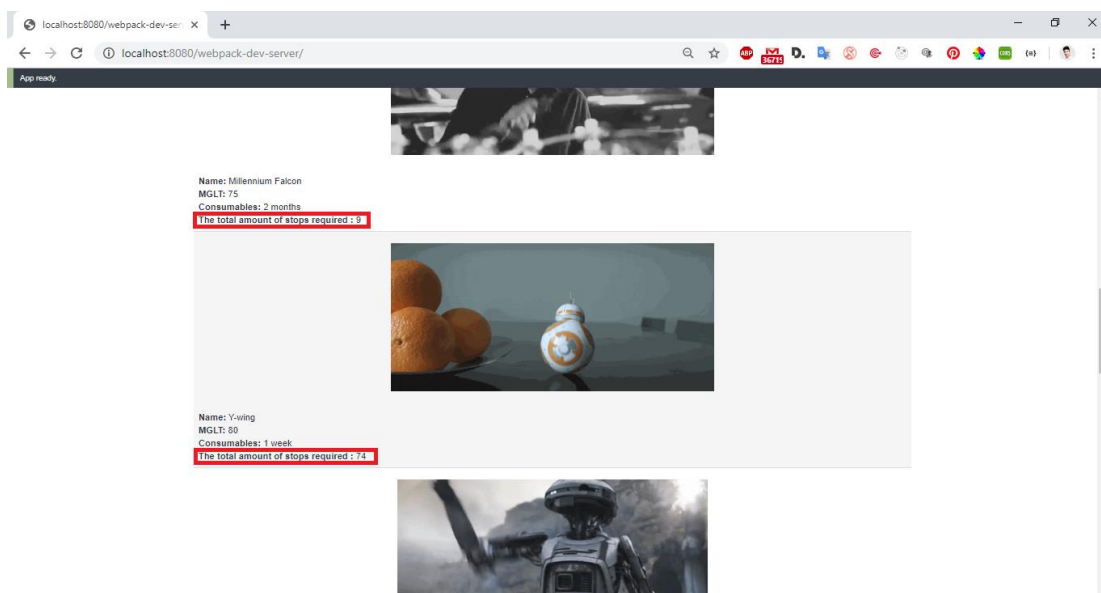 localhost:8080/webpack-dev-ser
localhost:8080/webpack-dev-server/
ABP
36719
D.
App ready.
Name: Millennium Falcon
MGLT: 75
Consumables: 2 months
The total amount of stops required : 9
Name: Y-wing
MGLT: 80
Consumables: 1 week
The total amount of stops required : 74